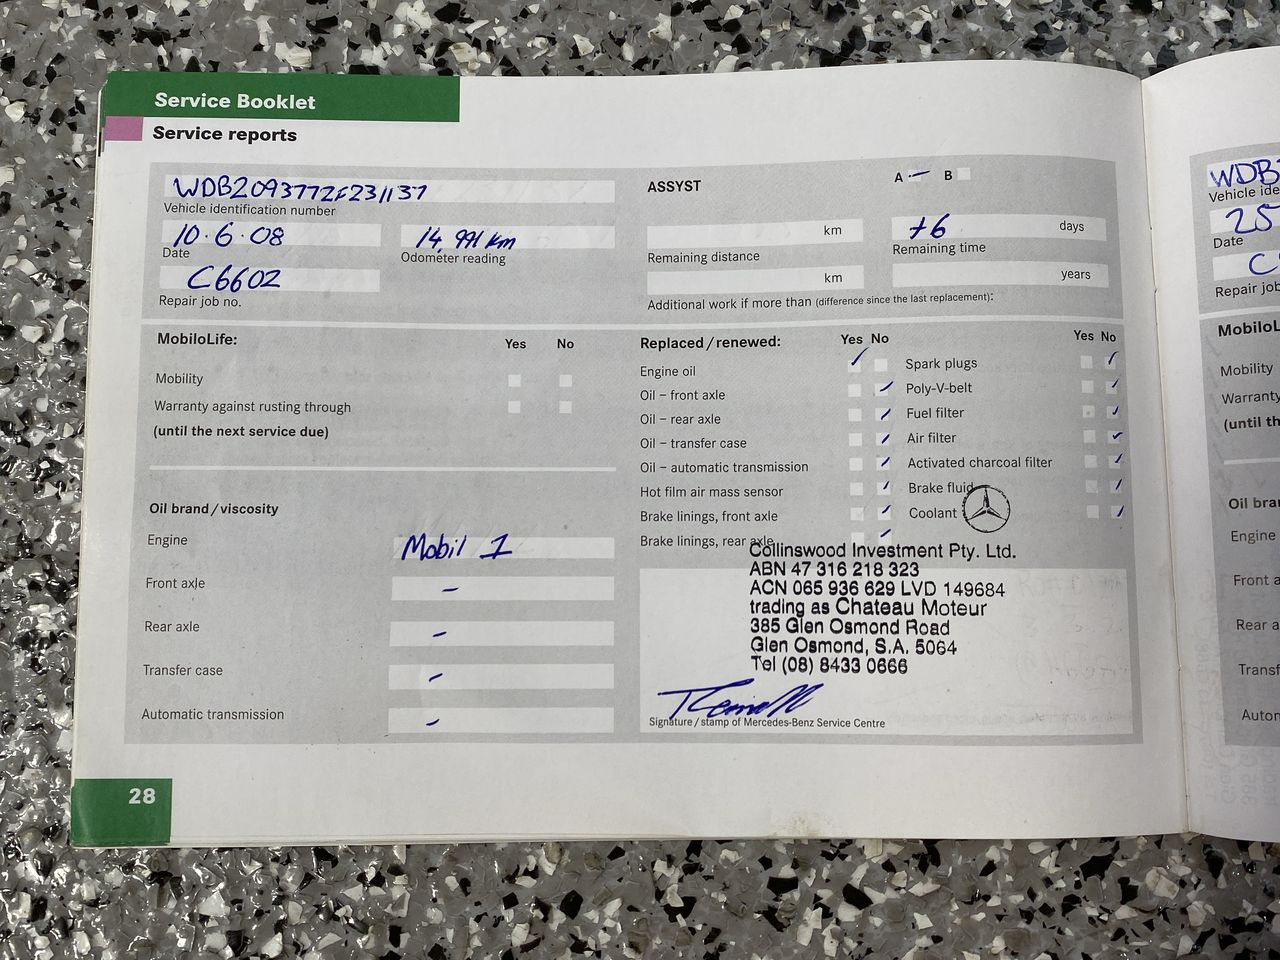 Service Booklet
Service reports
WDB2093772F231137
Vehicle identification number
10.6.08
Date
14,991 km
Odometer reading
C6602
Repair job no.
ASSYST
A B
km
Remaining distance
+6 days
Remaining time
km
years
Additional work if more than (difference since the last replacement):
MobiloLife:
Yes No
Mobility
Warranty against rusting through
(until the next service due)
Oil brand/viscosity
Engine
Mobil 1
Front axle
–
Rear axle
–
Transfer case
–
Automatic transmission
–
Replaced/renewed:
Yes No
Engine oil
Oil – front axle
Oil – rear axle
Oil – transfer case
Oil – automatic transmission
Hot film air mass sensor
Brake linings, front axle
Brake linings, rear axle
Yes No
Spark plugs
Poly-V-belt
Fuel filter
Air filter
Activated charcoal filter
Brake fluid
Coolant
Collinswood Investment Pty. Ltd.
ABN 47 316 218 323
ACN 065 936 629 LVD 149684
trading as Chateau Moteur
385 Glen Osmond Road
Glen Osmond, S.A. 5064
Tel (08) 8433 0666
Signature/stamp of Mercedes-Benz Service Centre
28
WDB
Vehicle ide
25
Date
C
Repair job
MobiloL
Mobility
Warranty
(until th
Oil bran
Engine
Front a
Rear a
Transf
Autom